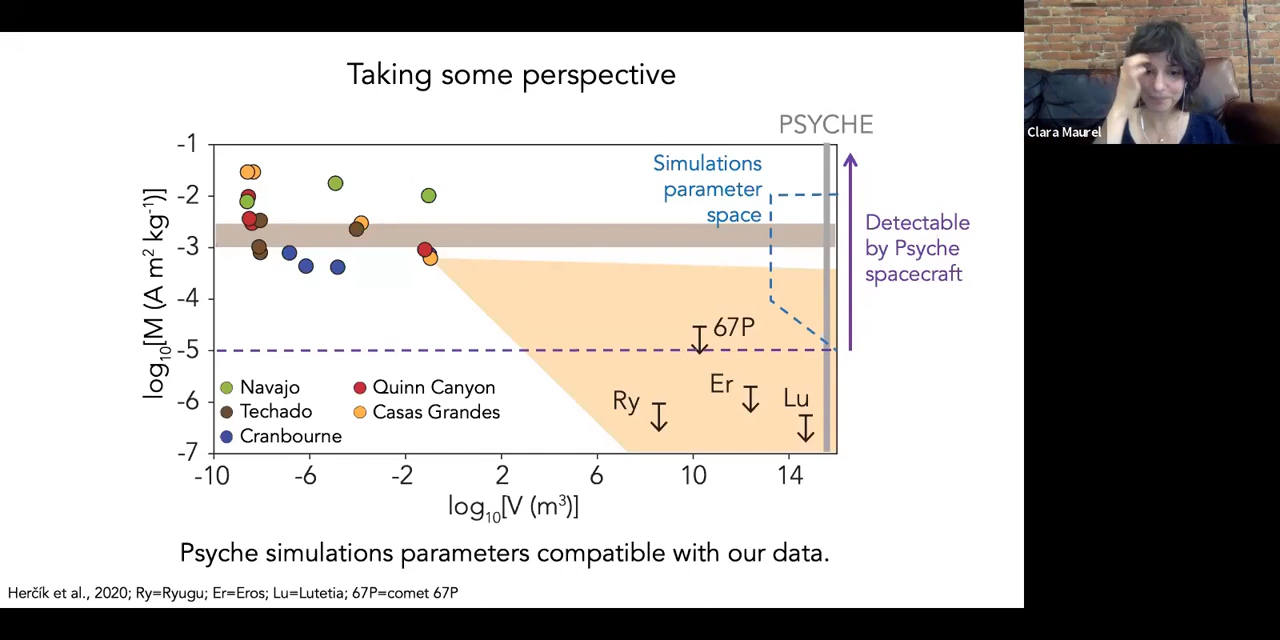 Taking some perspective
PSYCHE
Simulations
parameter
space
Detectable
by Psyche
spacecraft
log10[M (A m² kg⁻¹)]
-1
-2
-3
-4
-5
-6
-7
67P
Ry
Er
Lu
Navajo
Techado
Cranbourne
Quinn Canyon
Casas Grandes
-10
-6
-2
2
6
10
14
log10[V (m³)]
Psyche simulations parameters compatible with our data.
Herčík et al., 2020; Ry=Ryugu; Er=Eros; Lu=Lutetia; 67P=comet 67P
Clara Maurel